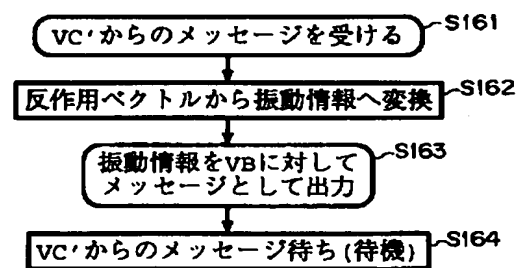 VC'からのメッセージを受ける S161
反作用ベクトルから振動情報へ変換 S162
振動情報をVBに対して S163
メッセージとして出力
VC'からのメッセージ待ち(待機) S164